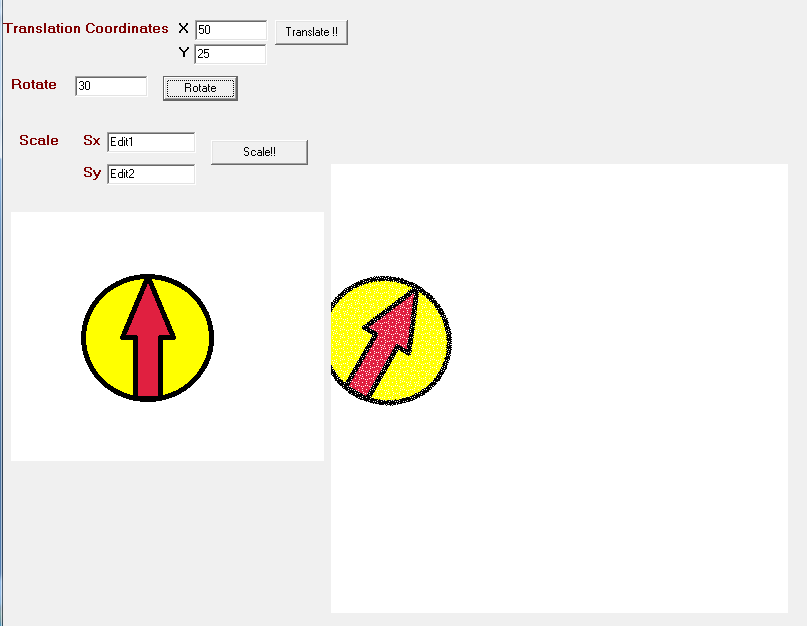 Translation Coordinates X 50 Translate !!
Y 25
Rotate 30 Rotate
Scale Sx Edit1 Scale!!
Sy Edit2